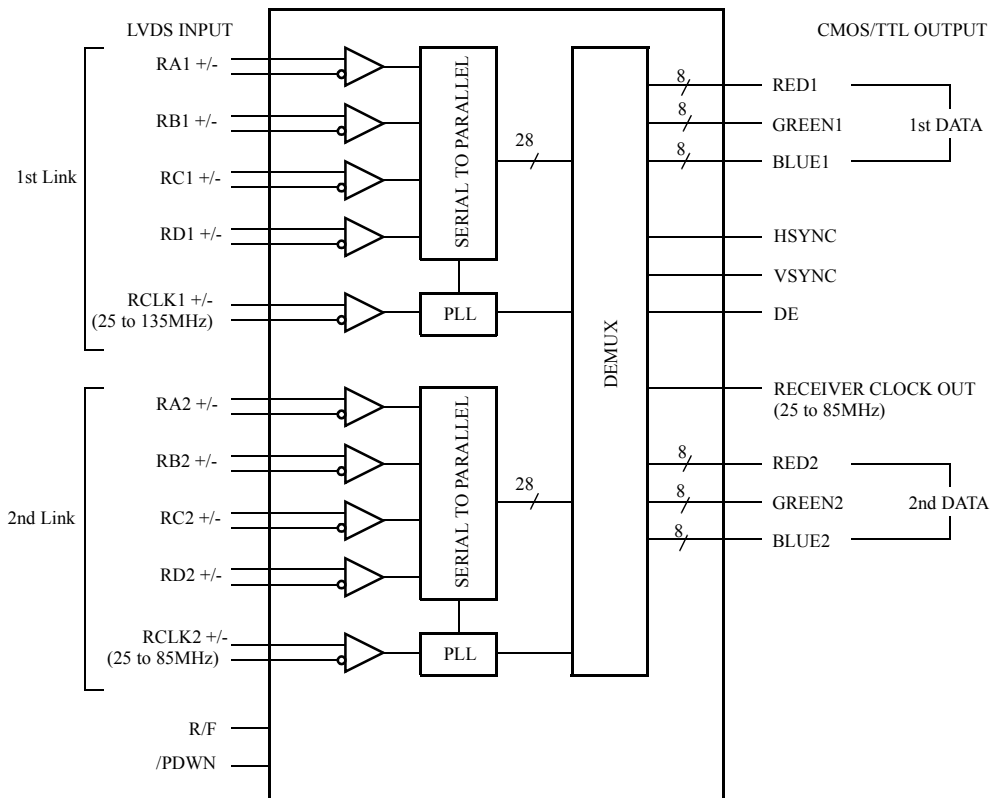 LVDS INPUT
CMOS/TTL OUTPUT
1st Link
RA1 +/-
RB1 +/-
RC1 +/-
RD1 +/-
RCLK1 +/-
(25 to 135MHz)
SERIAL TO PARALLEL
PLL
28
2nd Link
RA2 +/-
RB2 +/-
RC2 +/-
RD2 +/-
RCLK2 +/-
(25 to 85MHz)
SERIAL TO PARALLEL
PLL
28
R/F
/PDWN
DEMUX
8
RED1
8
GREEN1
8
BLUE1
1st DATA
HSYNC
VSYNC
DE
RECEIVER CLOCK OUT
(25 to 85MHz)
8
RED2
8
GREEN2
8
BLUE2
2nd DATA